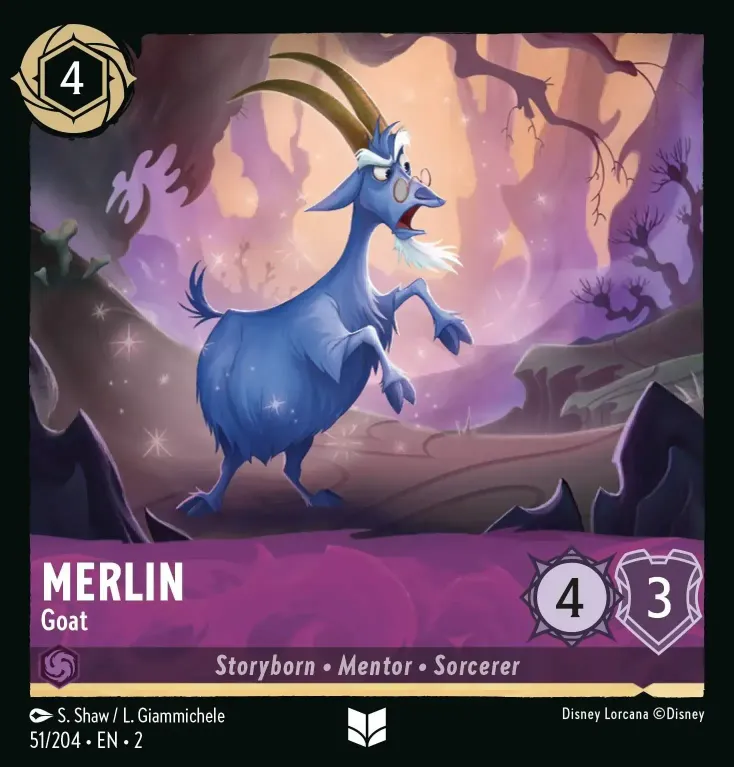 4
MERLIN
Goat
4 3
Storyborn • Mentor • Sorcerer
S. Shaw / L. Giammichele
Disney Lorcana ©Disney
51/204 • EN • 2